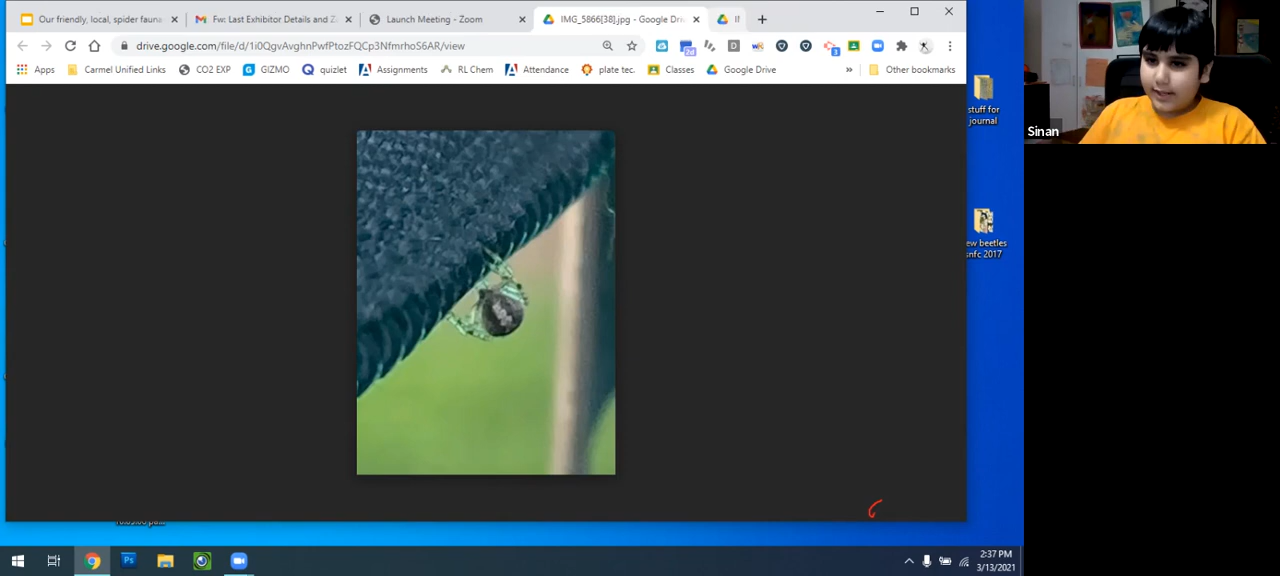 Our friendly, local, spider fauna
Fw: Last Exhibitor Details and Z
Launch Meeting - Zoom
IMG_5866[38].jpg - Google Dri
drive.google.com/file/d/1i0QgvAvghnPwfPtozFQCp3NfmrhoS6AR/view
Apps
Carmel Unified Links
CO2 EXP
GIZMO
quizlet
Assignments
RL Chem
Attendance
plate tec.
Classes
Google Drive
»
Other bookmarks
stuff for
journal
Sinan
ew beetles
snfc 2017
2:37 PM
3/13/2021